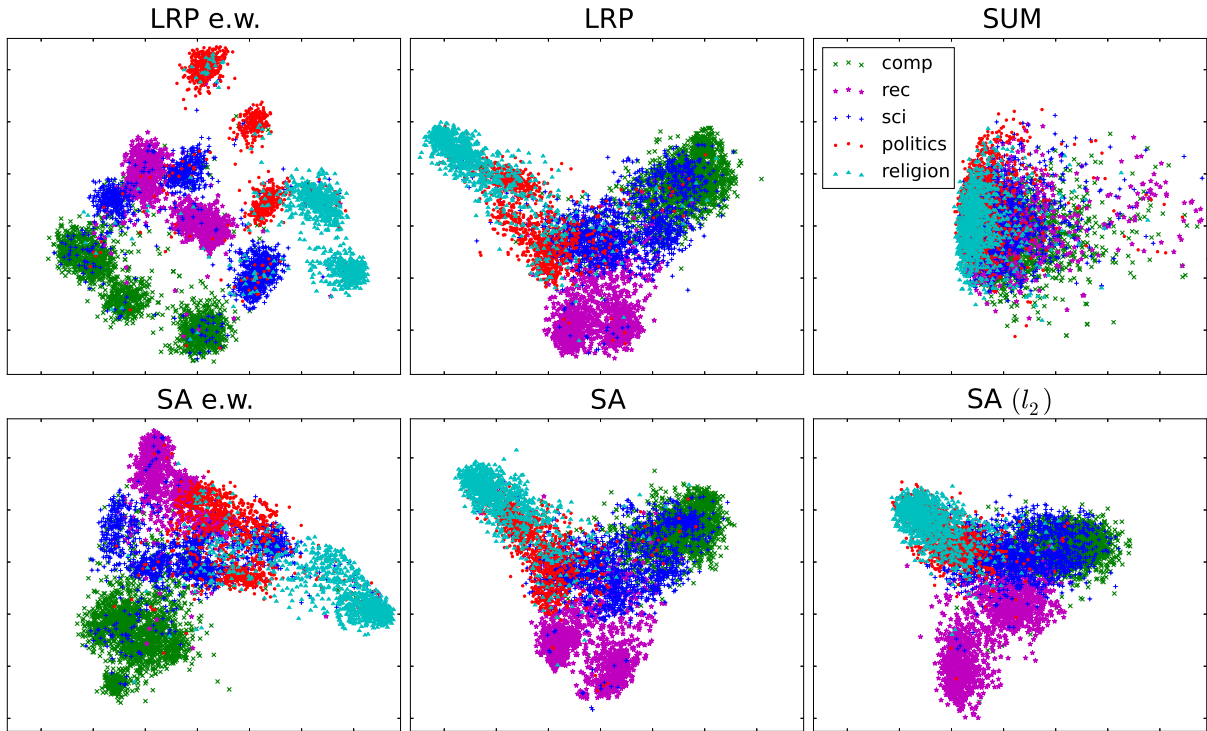 LRP e.w.
LRP
SUM
comp
rec
sci
politics
religion
SA e.w.
SA
SA (l₂)